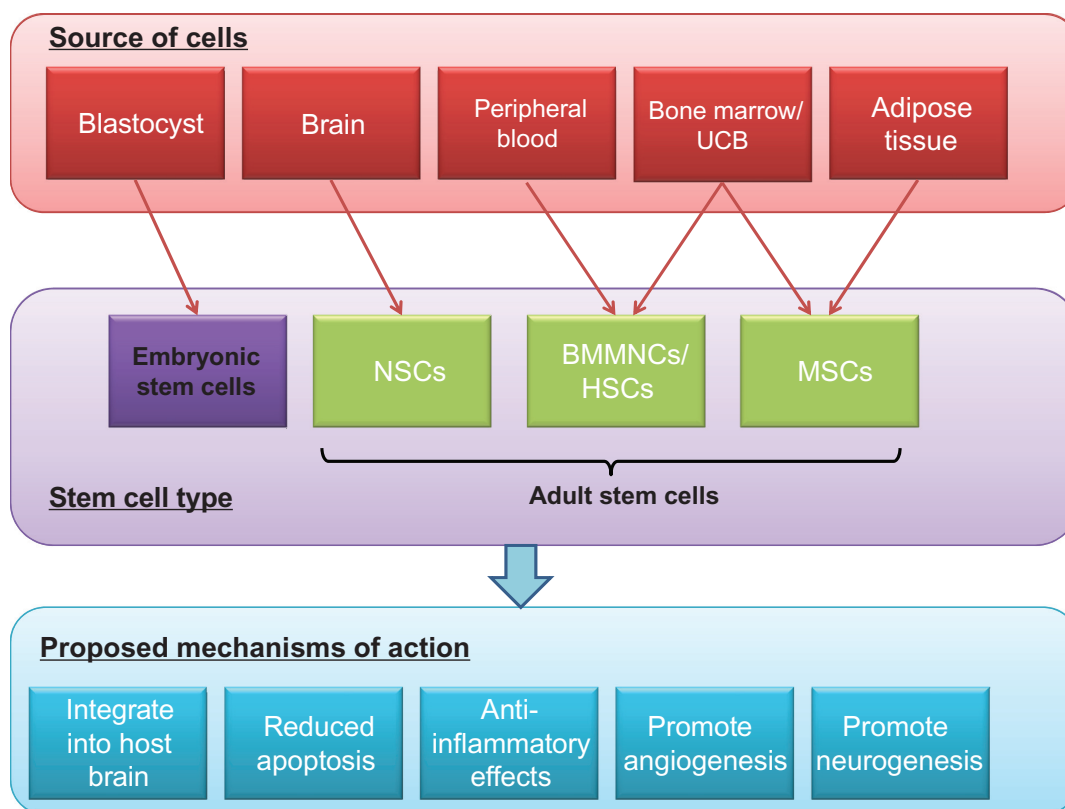 Source of cells
Blastocyst
Brain
Peripheral
blood
Bone marrow/
UCB
Adipose
tissue
Embryonic
stem cells
NSCs
BMMNCs/
HSCs
MSCs
Adult stem cells
Stem cell type
Proposed mechanisms of action
Integrate
into host
brain
Reduced
apoptosis
Anti-
inflammatory
effects
Promote
angiogenesis
Promote
neurogenesis